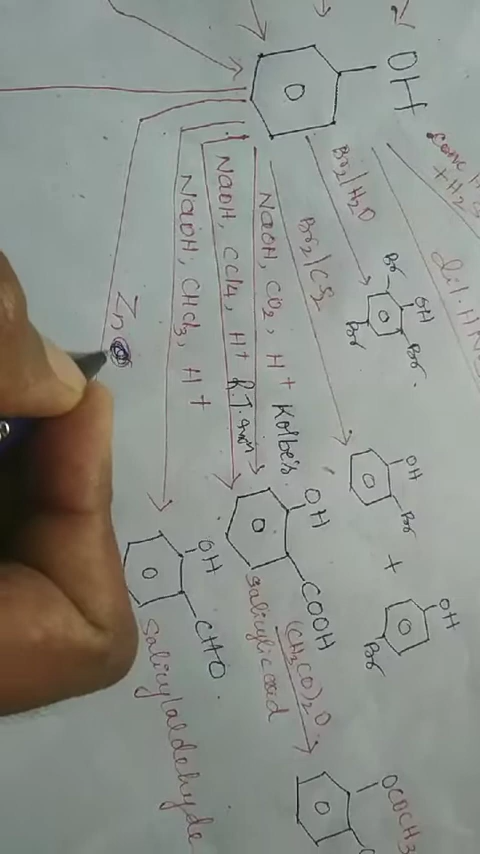 OH
conc
+ H2S
dil. HN
Br2/H2O
Br
OH
Br
Br
Br2/CS2
OH
Br
+
OH
Br
NaOH, CO2, H+ Kolbe's
OH
COOH
Salicylic acid
(CH3CO)2O
OCOCH3
NaOH, CCl4, H+ R.T. rxn
NaOH, CHCl3, H+
OH
CHO
Salicylaldehyde
Zn